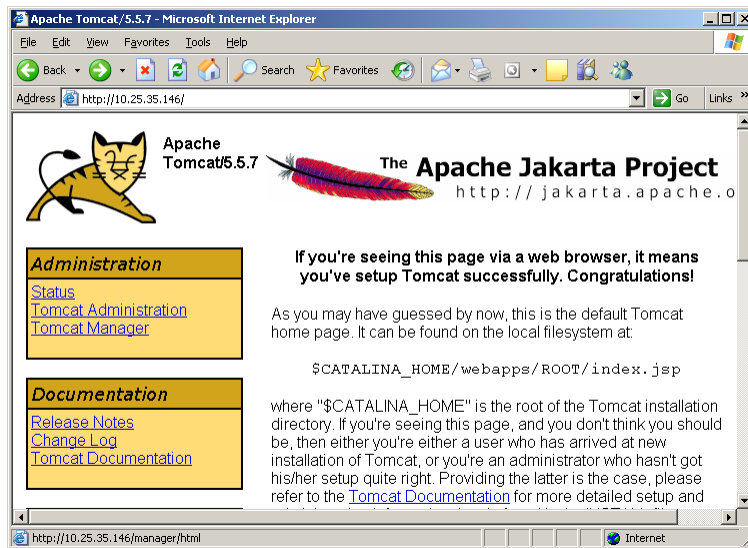 Apache Tomcat/5.5.7 - Microsoft Internet Explorer
File Edit View Favorites Tools Help
Back Search Favorites
Address http://10.25.35.146/ Go Links »
Apache
Tomcat/5.5.7
The Apache Jakarta Project
http://jakarta.apache.o
Administration
Status
Tomcat Administration
Tomcat Manager
Documentation
Release Notes
Change Log
Tomcat Documentation
If you're seeing this page via a web browser, it means
you've setup Tomcat successfully. Congratulations!
As you may have guessed by now, this is the default Tomcat
home page. It can be found on the local filesystem at:
$CATALINA_HOME/webapps/ROOT/index.jsp
where "$CATALINA_HOME" is the root of the Tomcat installation
directory. If you're seeing this page, and you don't think you should
be, then either you're either a user who has arrived at new
installation of Tomcat, or you're an administrator who hasn't got
his/her setup quite right. Providing the latter is the case, please
refer to the Tomcat Documentation for more detailed setup and
http://10.25.35.146/manager/html Internet